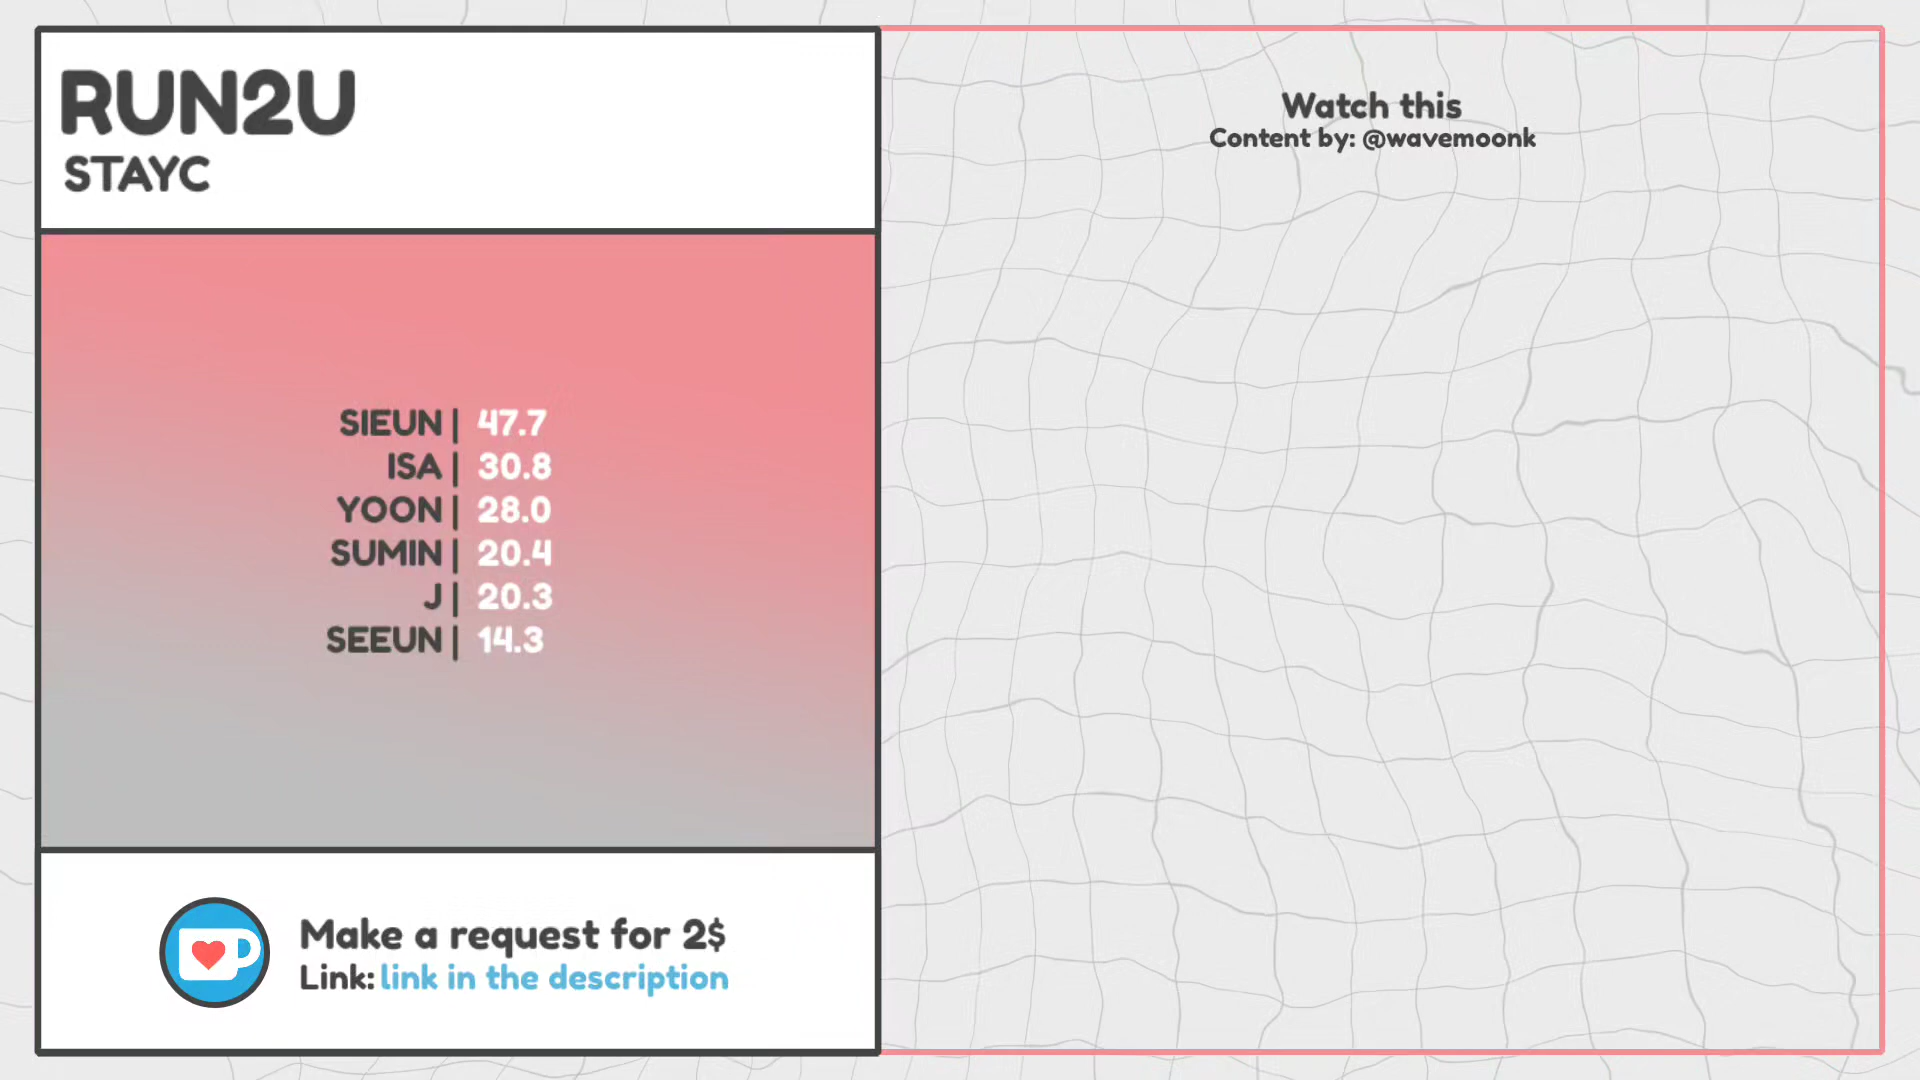 RUN2U
STAYC
SIEUN | 47.7
ISA | 30.8
YOON | 28.0
SUMIN | 20.4
J | 20.3
SEEUN | 14.3
Make a request for 2$
Link: link in the description
Watch this
Content by: @wavemoonk